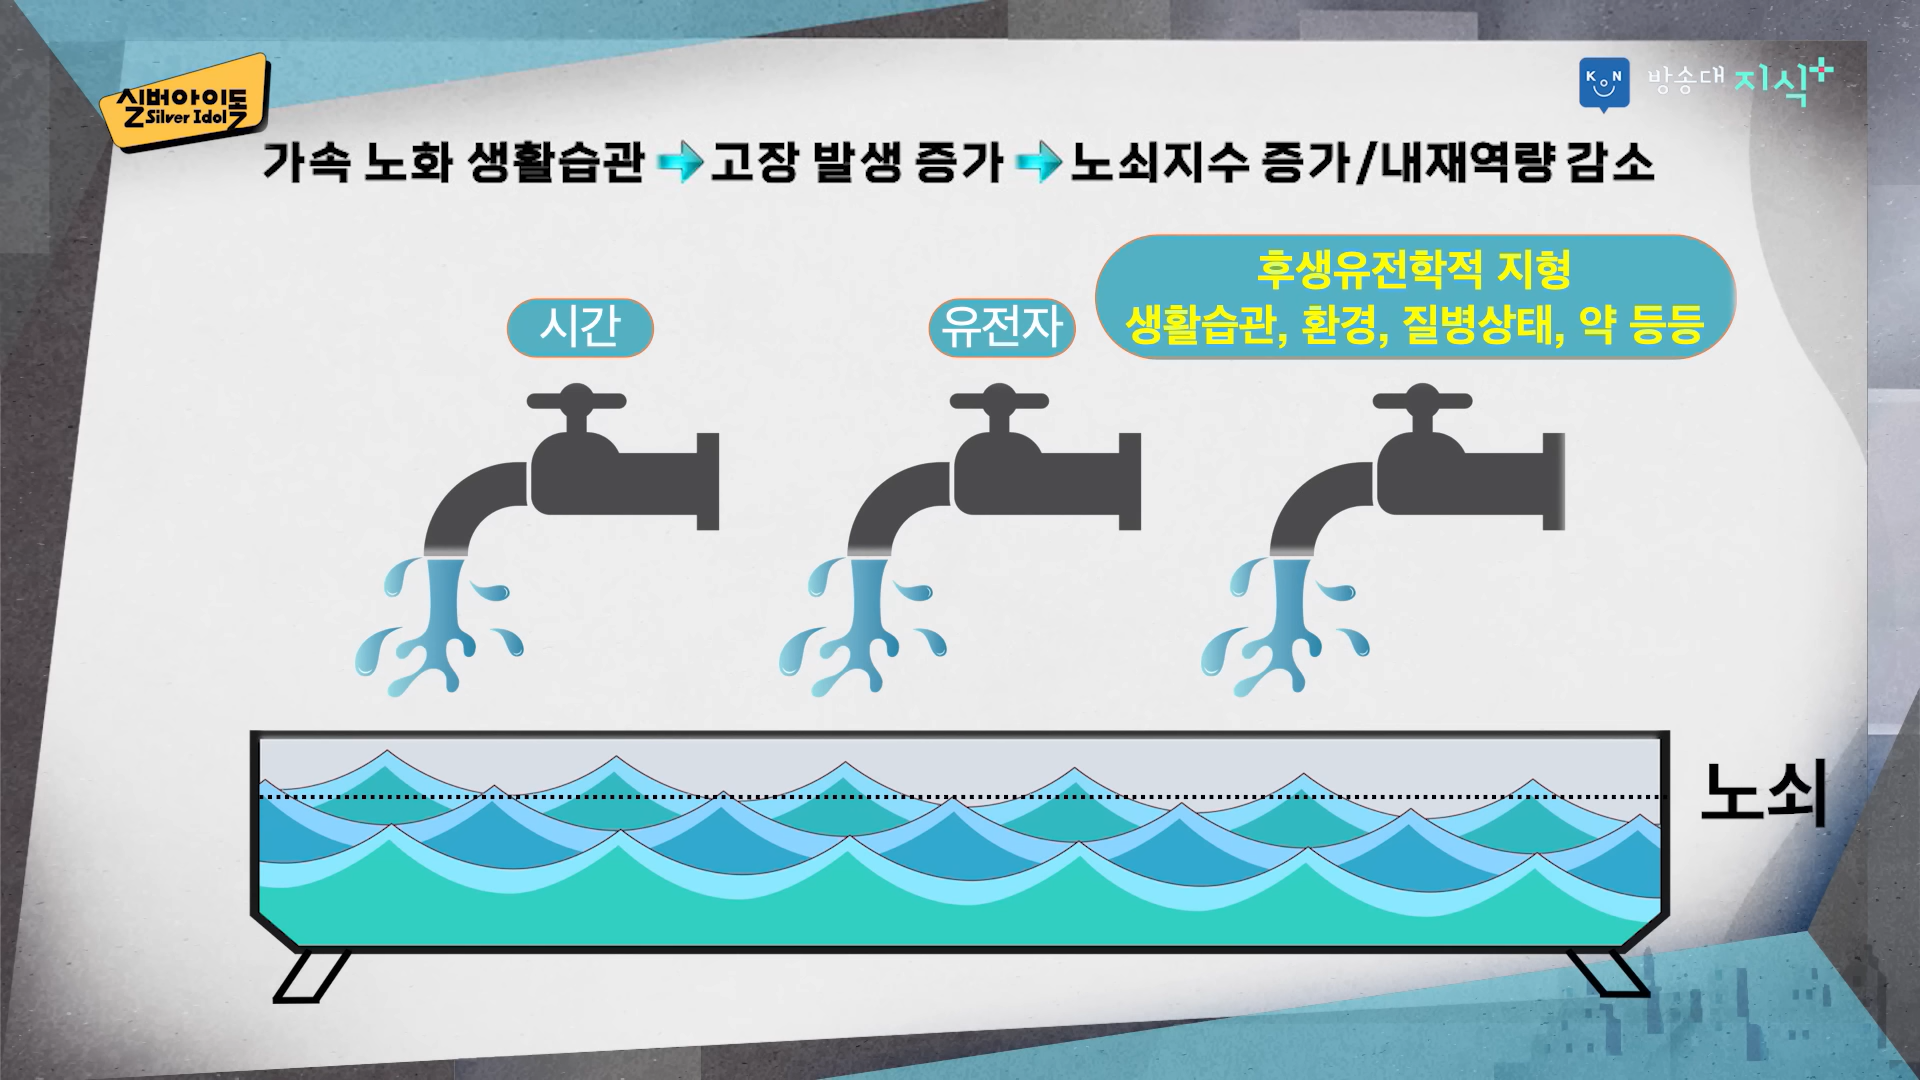 실버아이돌
Silver Idol
KON
방송대 지식+
가속 노화 생활습관 ➡ 고장 발생 증가 ➡ 노쇠지수 증가/내재역량 감소
시간
유전자
후생유전학적 지형
생활습관, 환경, 질병상태, 약 등등
노쇠